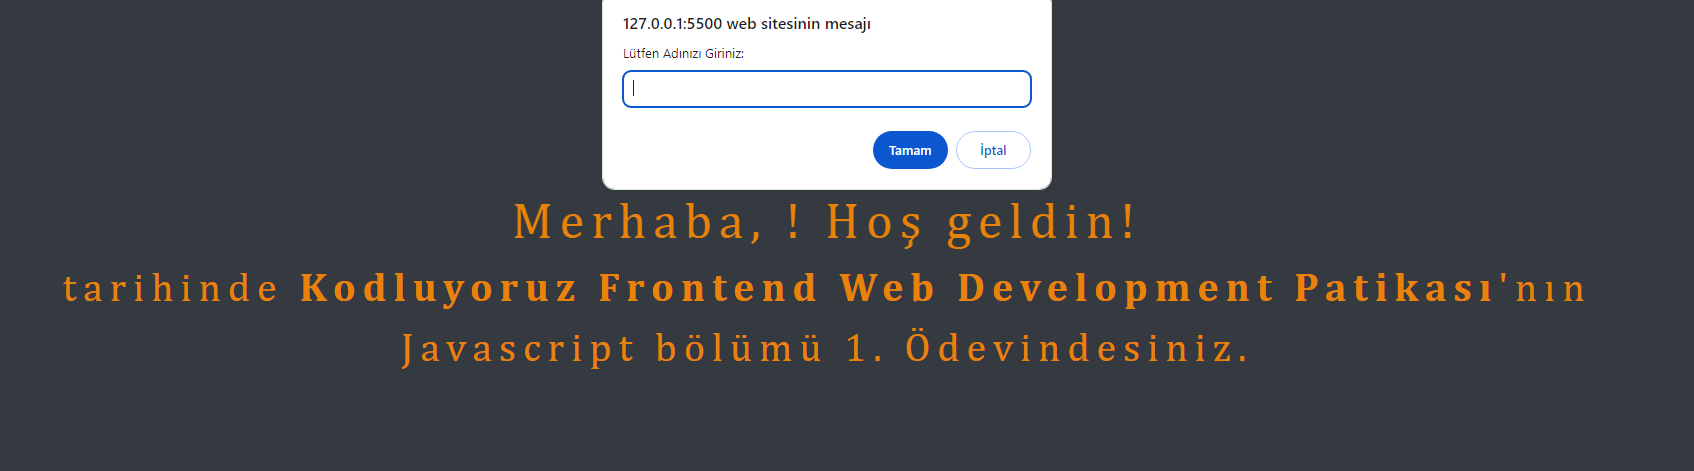 127.0.0.1:5500 web sitesinin mesajı
Lütfen Adınızı Giriniz:
Tamam
İptal
Merhaba, ! Hoş geldin!
tarihinde Kodluyoruz Frontend Web Development Patikası'nın
Javascript bölümü 1. Ödevindesiniz.